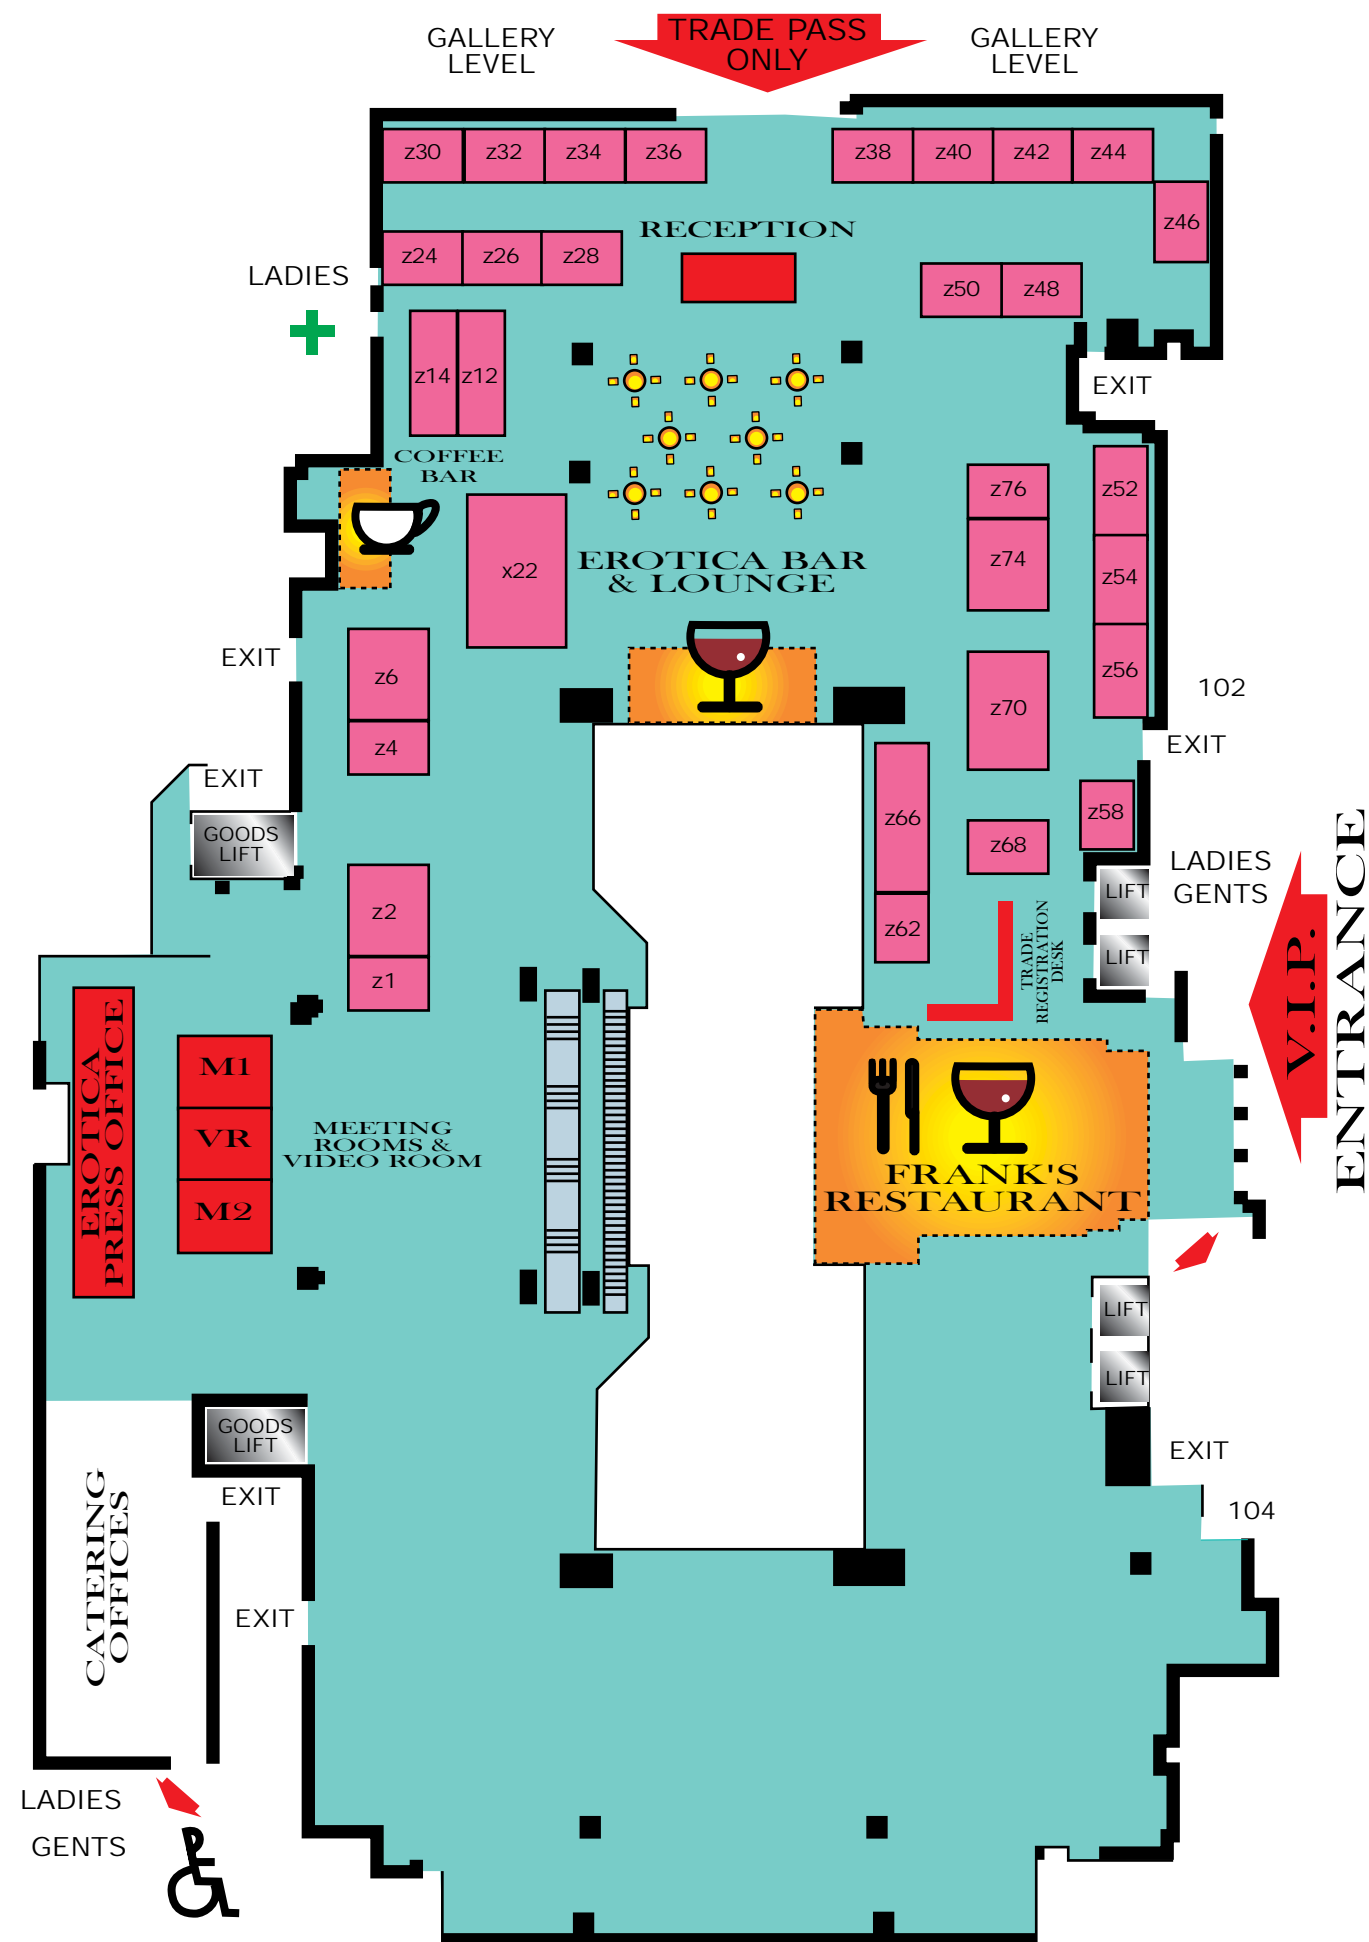 GALLERY
LEVEL
TRADE PASS
ONLY
GALLERY
LEVEL
z30
z32
z34
z36
z38
z40
z42
z44
z46
RECEPTION
z24
z26
z28
z50
z48
LADIES
z14
z12
EXIT
COFFEE
BAR
z76
z52
x22
EROTICA BAR
& LOUNGE
z74
z54
EXIT
z6
z56
102
z70
z4
EXIT
EXIT
z58
GOODS
LIFT
z66
z68
LADIES
GENTS
LIFT
z2
z62
TRADE
REGISTRATION
DESK
LIFT
z1
V.I.P.
ENTRANCE
EROTICA
PRESS OFFICE
M1
VR
M2
MEETING
ROOMS &
VIDEO ROOM
FRANK'S
RESTAURANT
LIFT
LIFT
GOODS
LIFT
EXIT
EXIT
104
CATERING
OFFICES
EXIT
LADIES
GENTS